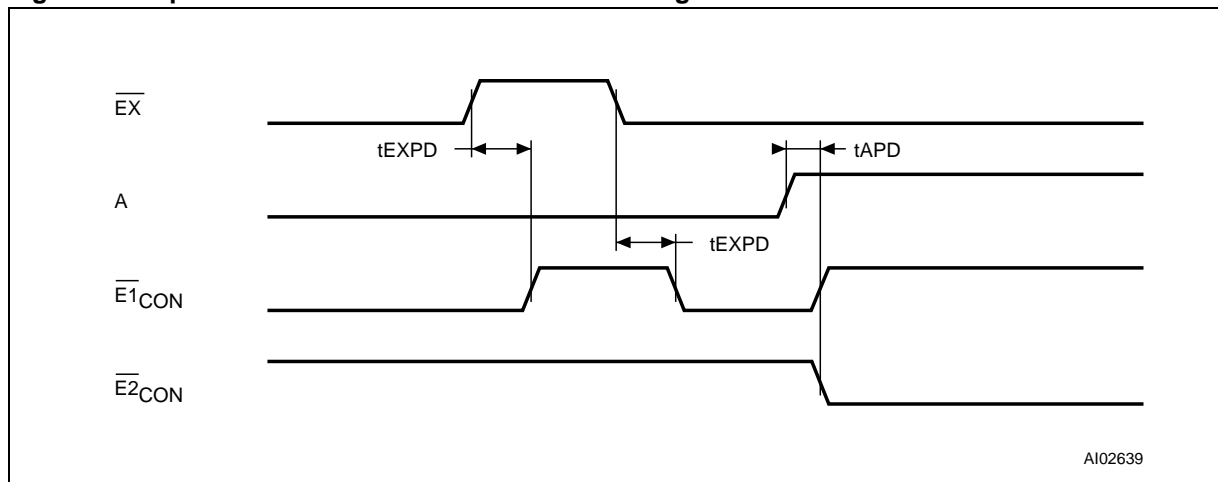 EX
tEXPD
tAPD
A
tEXPD
E1CON
E2CON
AI02639